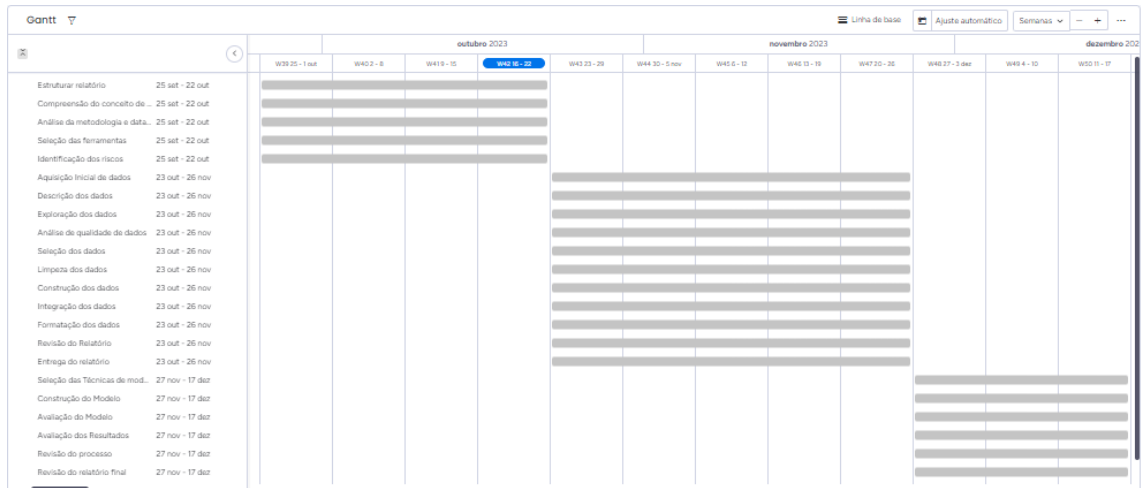 Gantt
Linha de base
Ajuste automático
Semanas
outubro 2023
novembro 2023
dezembro 202
W39 25 - 1 out
W40 2 - 8
W41 9 - 15
W42 16 - 22
W43 23 - 29
W44 30 - 5 nov
W45 6 - 12
W46 13 - 19
W47 20 - 26
W48 27 - 3 dez
W49 4 - 10
W50 11 - 17
Estruturar relatório 25 set - 22 out
Compreensão do conceito de ... 25 set - 22 out
Análise da metodologia e data... 25 set - 22 out
Seleção das ferramentas 25 set - 22 out
Identificação dos riscos 25 set - 22 out
Aquisição Inicial de dados 23 out - 26 nov
Descrição dos dados 23 out - 26 nov
Exploração dos dados 23 out - 26 nov
Análise de qualidade de dados 23 out - 26 nov
Seleção dos dados 23 out - 26 nov
Limpeza dos dados 23 out - 26 nov
Construção dos dados 23 out - 26 nov
Integração dos dados 23 out - 26 nov
Formatação dos dados 23 out - 26 nov
Revisão do Relatório 23 out - 26 nov
Entrega do relatório 23 out - 26 nov
Seleção das Técnicas de mod... 27 nov - 17 dez
Construção do Modelo 27 nov - 17 dez
Avaliação do Modelo 27 nov - 17 dez
Avaliação dos Resultados 27 nov - 17 dez
Revisão do processo 27 nov - 17 dez
Revisão do relatório final 27 nov - 17 dez